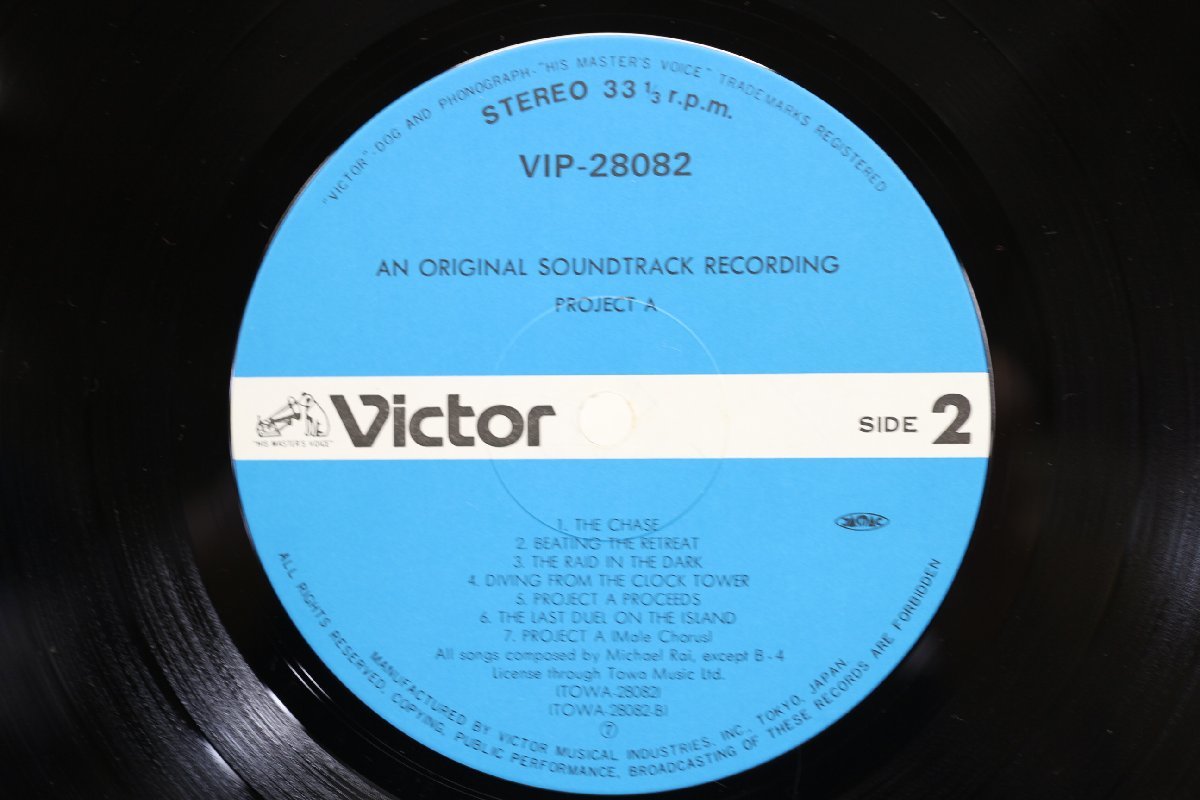 "VICTOR"-DOG AND PHONOGRAPH-"HIS MASTER'S VOICE" TRADEMARKS REGISTERED
STEREO 33 1/3 r.p.m.
VIP-28082
AN ORIGINAL SOUNDTRACK RECORDING
PROJECT A
"HIS MASTER'S VOICE"
Victor
SIDE 2
JASRAC
1. THE CHASE
2. BEATING THE RETREAT
3. THE RAID IN THE DARK
4. DIVING FROM THE CLOCK TOWER
5. PROJECT A PROCEEDS
6. THE LAST DUEL ON THE ISLAND
7. PROJECT A (Male Chorus)
All songs composed by Michael Rai, except B-4
License through Towa Music Ltd.
(TOWA-28082)
(TOWA-28082-B)
⑦
MANUFACTURED BY VICTOR MUSICAL INDUSTRIES, INC., TOKYO, JAPAN
ALL RIGHTS RESERVED, COPYING, PUBLIC PERFORMANCE, BROADCASTING OF THESE RECORDS ARE FORBIDDEN